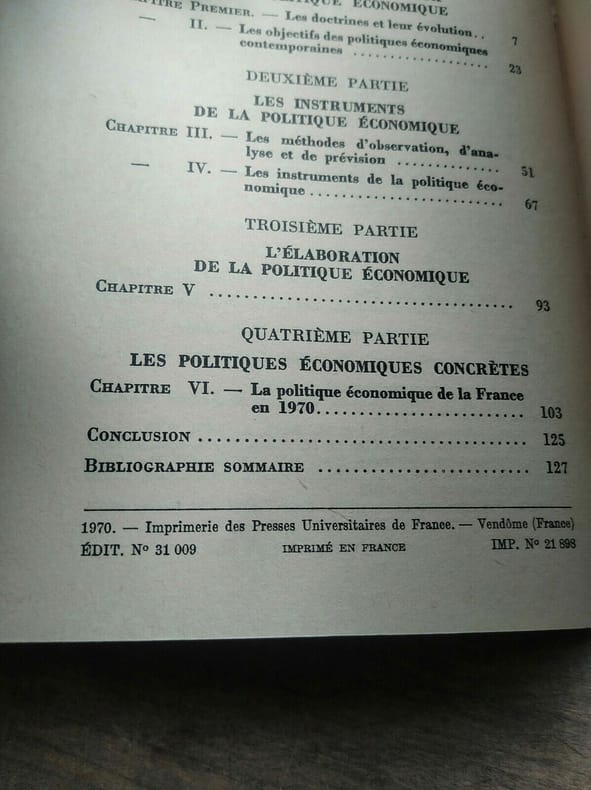 ÉCONOMIQUE
PREMIER. — Les doctrines et leur évolution.. 7
— II. — Les objectifs des politiques économiques
contemporaines .................. 23
DEUXIÈME PARTIE
LES INSTRUMENTS
DE LA POLITIQUE ÉCONOMIQUE
CHAPITRE III. — Les méthodes d'observation, d'ana-
lyse et de prévision .............. 51
— IV. — Les instruments de la politique éco-
nomique .......................... 67
TROISIÈME PARTIE
L'ÉLABORATION
DE LA POLITIQUE ÉCONOMIQUE
CHAPITRE V ...................................... 93
QUATRIÈME PARTIE
LES POLITIQUES ÉCONOMIQUES CONCRÈTES
CHAPITRE VI. — La politique économique de la France
en 1970......................... 103
CONCLUSION ...................................... 125
BIBLIOGRAPHIE SOMMAIRE .......................... 127
1970. — Imprimerie des Presses Universitaires de France. — Vendôme (France)
ÉDIT. N° 31 009 IMPRIMÉ EN FRANCE IMP. N° 21 898